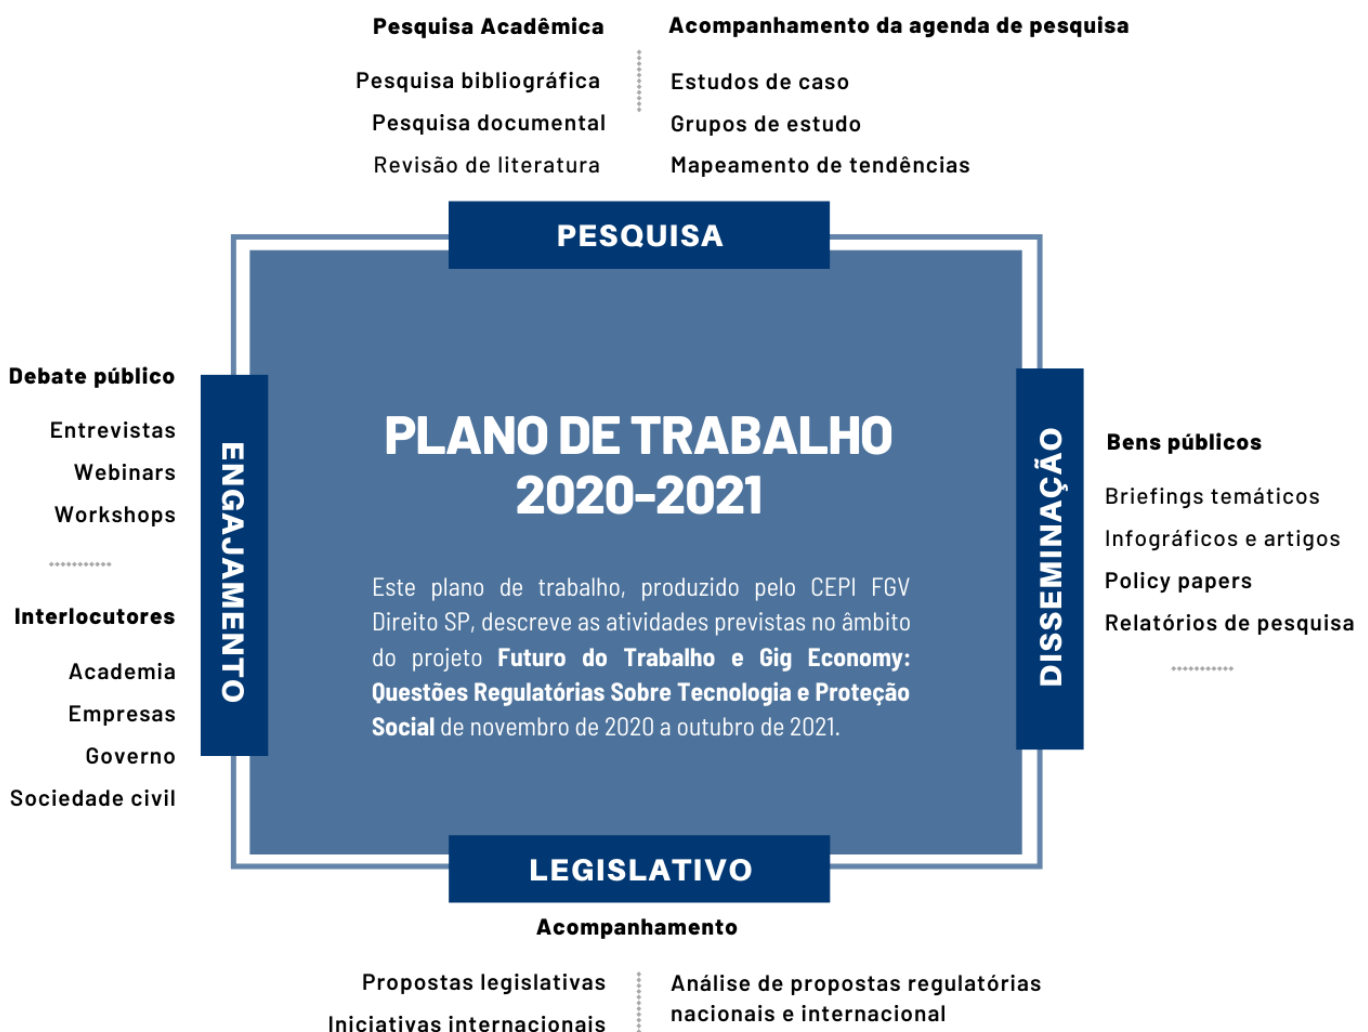 Pesquisa Acadêmica
Pesquisa bibliográfica
Pesquisa documental
Revisão de literatura
Acompanhamento da agenda de pesquisa
Estudos de caso
Grupos de estudo
Mapeamento de tendências
PESQUISA
Debate público
Entrevistas
Webinars
Workshops
Interlocutores
Academia
Empresas
Governo
Sociedade civil
ENGAJAMENTO
PLANO DE TRABALHO
2020-2021
Este plano de trabalho, produzido pelo CEPI FGV
Direito SP, descreve as atividades previstas no âmbito
do projeto Futuro do Trabalho e Gig Economy:
Questões Regulatórias Sobre Tecnologia e Proteção
Social de novembro de 2020 a outubro de 2021.
DISSEMINAÇÃO
Bens públicos
Briefings temáticos
Infográficos e artigos
Policy papers
Relatórios de pesquisa
LEGISLATIVO
Acompanhamento
Propostas legislativas
Iniciativas internacionais
Análise de propostas regulatórias
nacionais e internacional